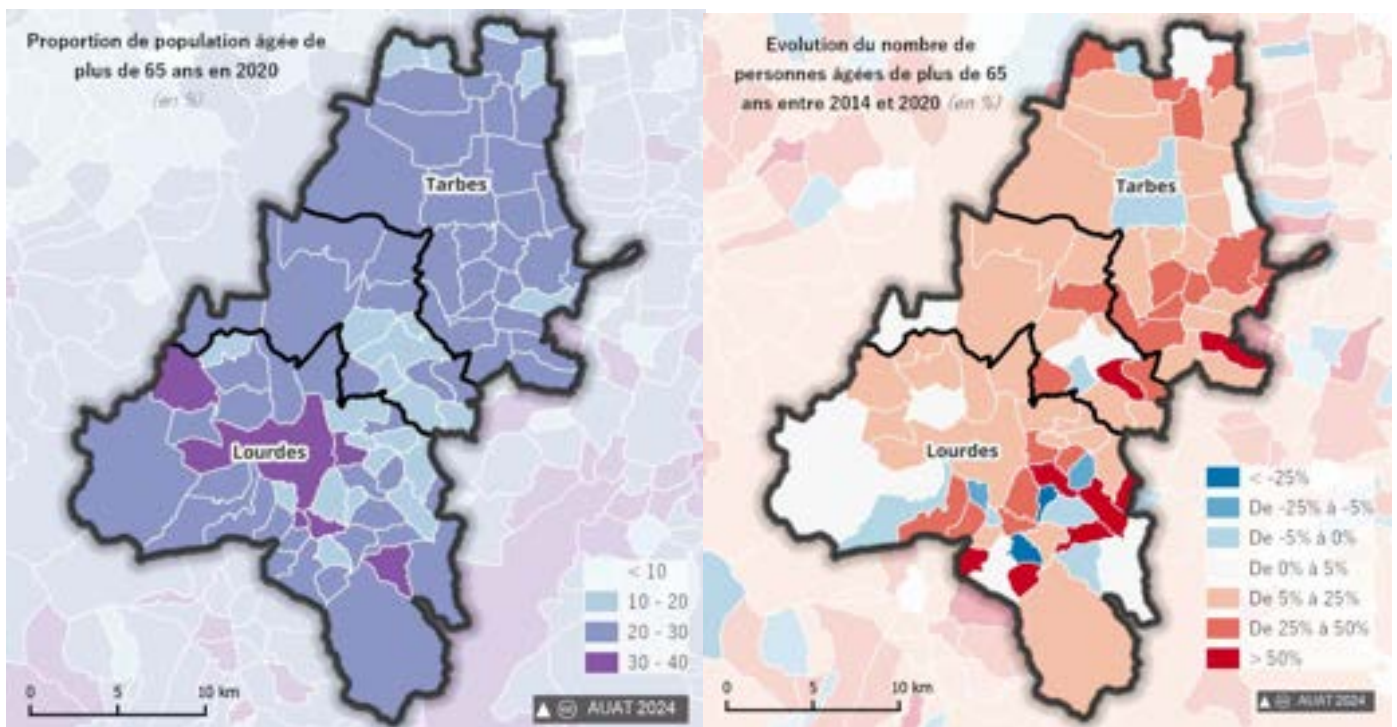 Proportion de population âgée de
plus de 65 ans en 2020
(en %)
Tarbes
Lourdes
< 10
10 - 20
20 - 30
30 - 40
0 5 10 km
AUAT 2024
Evolution du nombre de
personnes âgées de plus de 65
ans entre 2014 et 2020 (en %)
Tarbes
Lourdes
< -25%
De -25% à -5%
De -5% à 0%
De 0% à 5%
De 5% à 25%
De 25% à 50%
> 50%
0 5 10 km
AUAT 2024